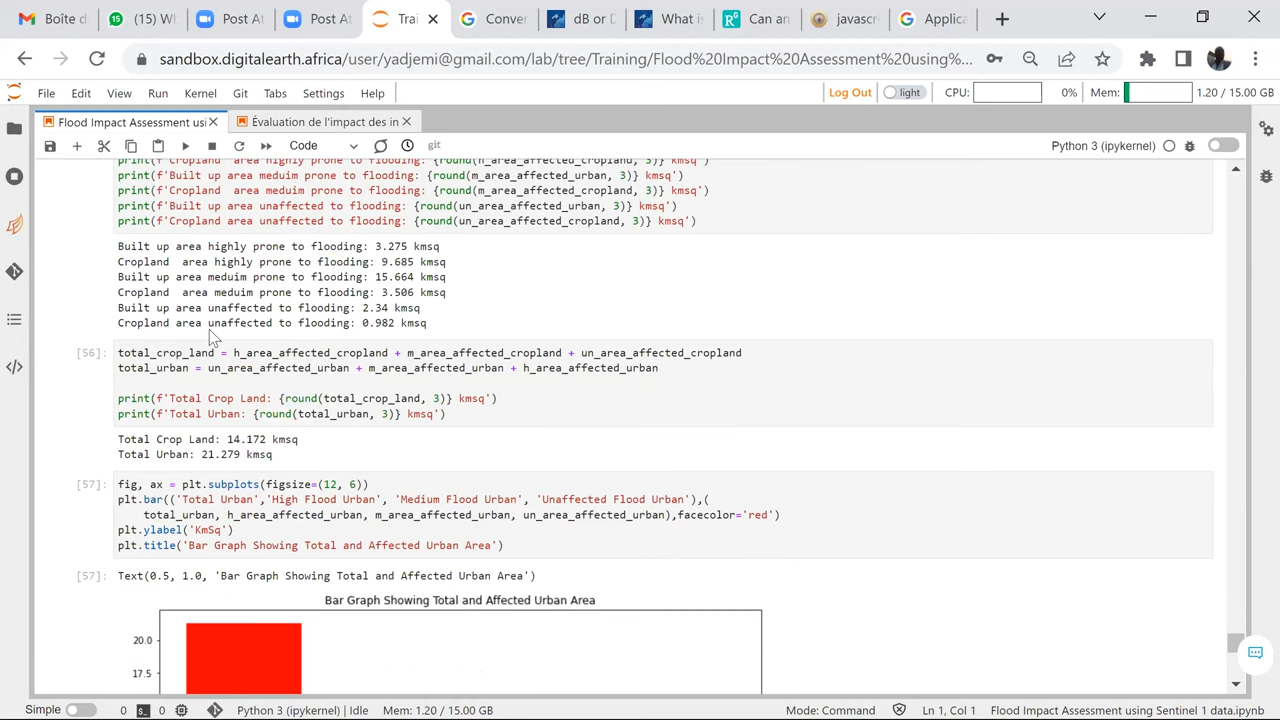 Boîte d
(15) W
Post A
Post A
Trai
Conver
dB or D
What is
Can an
javascr
Applica
sandbox.digitalearth.africa/user/yadjemi@gmail.com/lab/tree/Training/Flood%20Impact%20Assessment%20using%...
File Edit View Run Kernel Git Tabs Settings Help
Log Out light CPU: 0% Mem: 1.20 / 15.00 GB
Flood Impact Assessment usi
Évaluation de l'impact des in
Code
git
Python 3 (ipykernel)
print(f'Cropland  area highly prone to flooding: {round(h_area_affected_cropland, 3)} kmsq')
print(f'Built up area meduim prone to flooding: {round(m_area_affected_urban, 3)} kmsq')
print(f'Cropland  area meduim prone to flooding: {round(m_area_affected_cropland, 3)} kmsq')
print(f'Built up area unaffected to flooding: {round(un_area_affected_urban, 3)} kmsq')
print(f'Cropland area unaffected to flooding: {round(un_area_affected_cropland, 3)} kmsq')
Built up area highly prone to flooding: 3.275 kmsq
Cropland  area highly prone to flooding: 9.685 kmsq
Built up area meduim prone to flooding: 15.664 kmsq
Cropland  area meduim prone to flooding: 3.506 kmsq
Built up area unaffected to flooding: 2.34 kmsq
Cropland area unaffected to flooding: 0.982 kmsq
[56] total_crop_land = h_area_affected_cropland + m_area_affected_cropland + un_area_affected_cropland
total_urban = un_area_affected_urban + m_area_affected_urban + h_area_affected_urban
print(f'Total Crop Land: {round(total_crop_land, 3)} kmsq')
print(f'Total Urban: {round(total_urban, 3)} kmsq')
Total Crop Land: 14.172 kmsq
Total Urban: 21.279 kmsq
[57] fig, ax = plt.subplots(figsize=(12, 6))
plt.bar(('Total Urban','High Flood Urban', 'Medium Flood Urban', 'Unaffected Flood Urban'),(
total_urban, h_area_affected_urban, m_area_affected_urban, un_area_affected_urban),facecolor='red')
plt.ylabel('KmSq')
plt.title('Bar Graph Showing Total and Affected Urban Area')
[57] Text(0.5, 1.0, 'Bar Graph Showing Total and Affected Urban Area')
Bar Graph Showing Total and Affected Urban Area
20.0
17.5
Simple 0 0 Python 3 (ipykernel) | Idle Mem: 1.20 / 15.00 GB Mode: Command Ln 1, Col 1 Flood Impact Assessment using Sentinel 1 data.ipynb